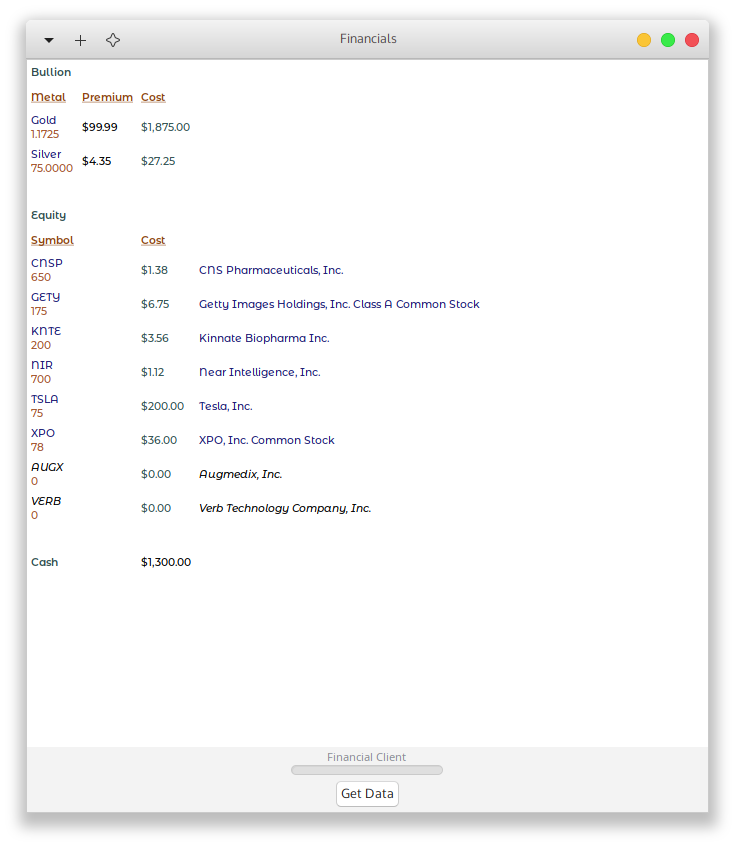 Financials
Bullion
Metal Premium Cost
Gold
1.1725 $99.99 $1,875.00
Silver
75.0000 $4.35 $27.25
Equity
Symbol Cost
CNSP
650 $1.38 CNS Pharmaceuticals, Inc.
GETY
175 $6.75 Getty Images Holdings, Inc. Class A Common Stock
KNTE
200 $3.56 Kinnate Biopharma Inc.
NIR
700 $1.12 Near Intelligence, Inc.
TSLA
75 $200.00 Tesla, Inc.
XPO
78 $36.00 XPO, Inc. Common Stock
AUGX
0 $0.00 Augmedix, Inc.
VERB
0 $0.00 Verb Technology Company, Inc.
Cash $1,300.00
Financial Client
Get Data